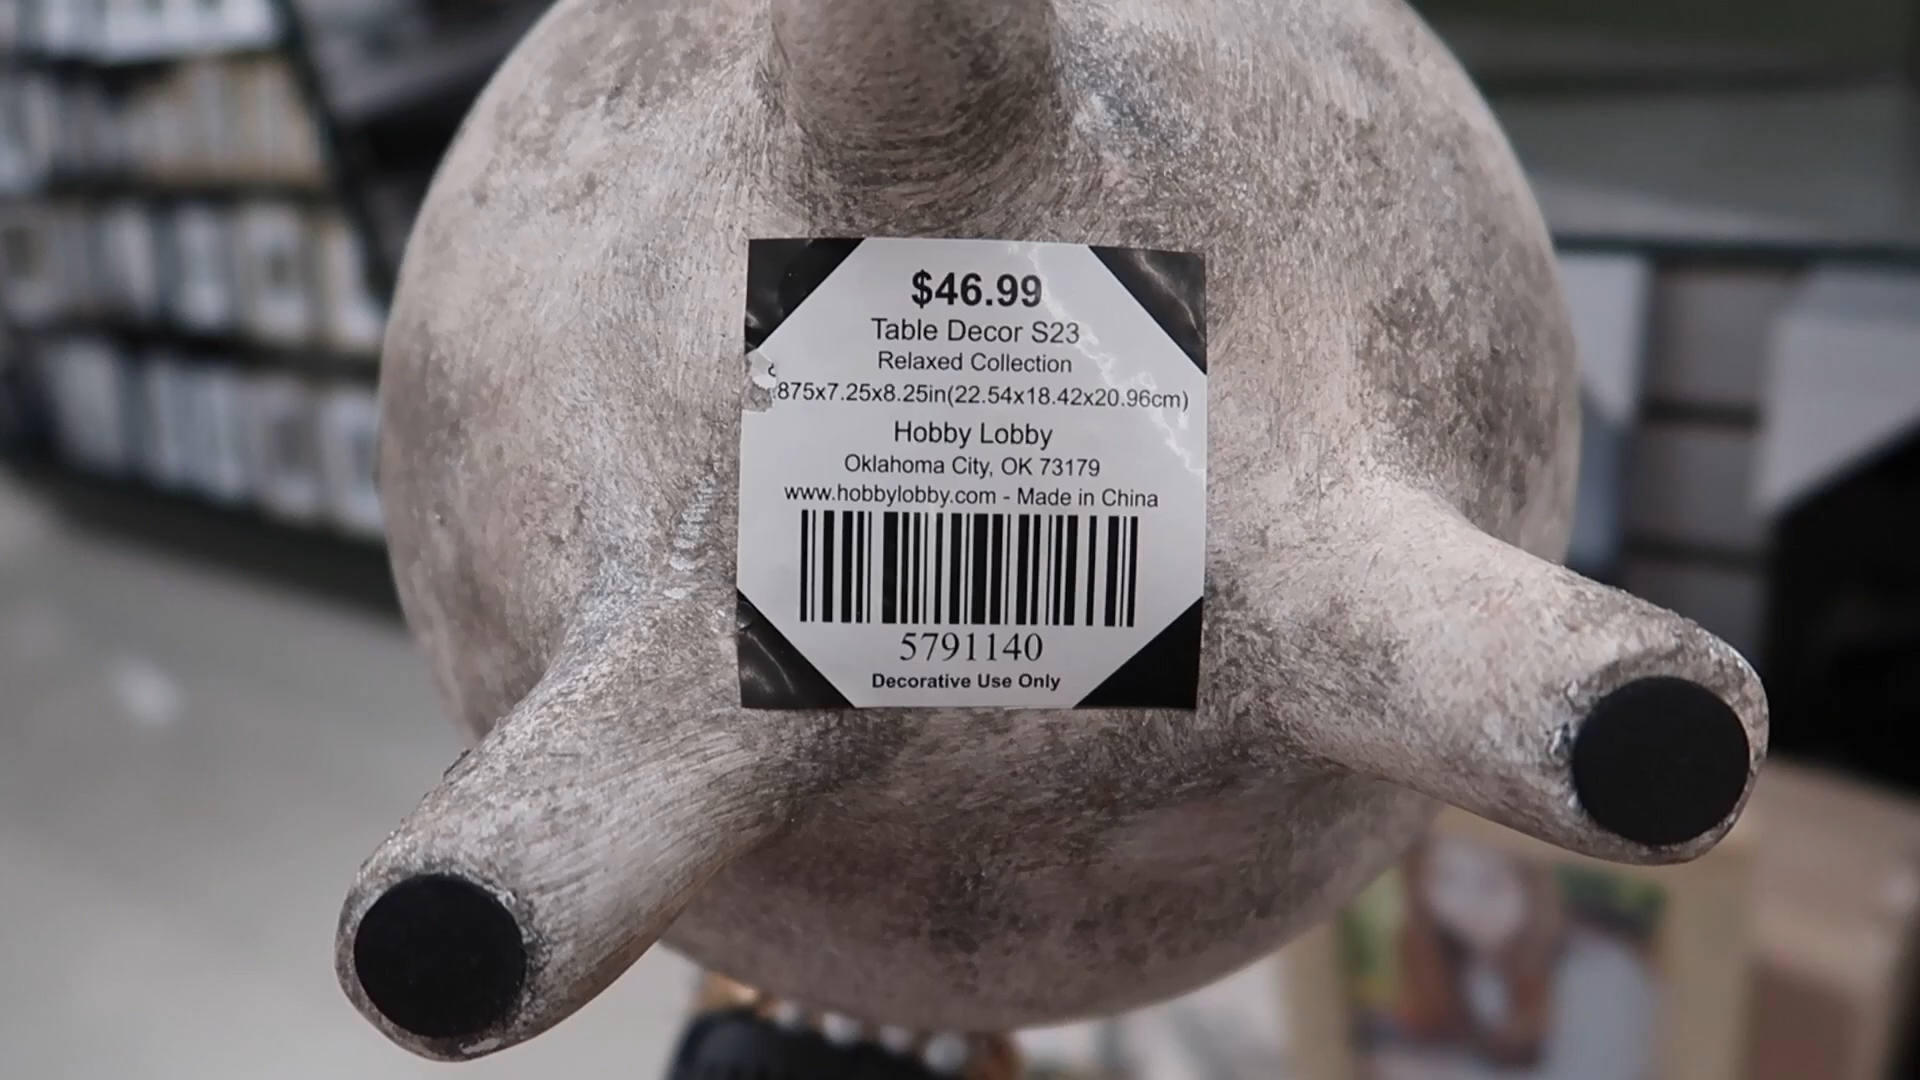 $46.99
Table Decor S23
Relaxed Collection
.875x7.25x8.25in(22.54x18.42x20.96cm)
Hobby Lobby
Oklahoma City, OK 73179
www.hobbylobby.com - Made in China
5791140
Decorative Use Only